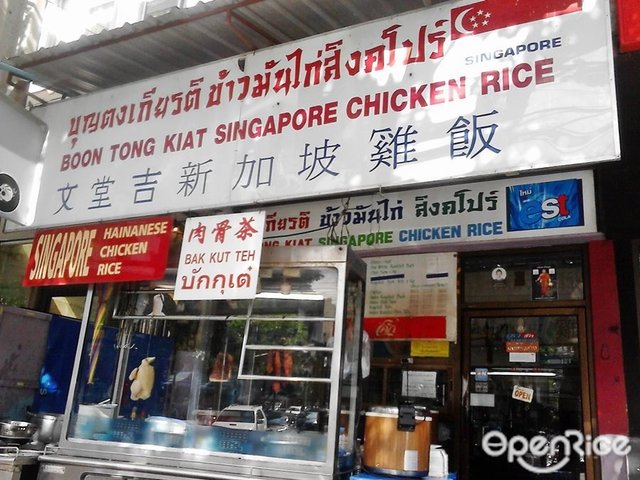 บุญตงเกียรติ ข้าวมันไก่สิงคโปร์
SINGAPORE
BOON TONG KIAT SINGAPORE CHICKEN RICE
文堂吉新加坡雞飯
เกียรติ ข้าวมันไก่ สิงคโปร์
TONG KIAT SINGAPORE CHICKEN RICE
ใหม่
est
SINGAPORE
HAINANESE
CHICKEN
RICE
肉骨茶
BAK KUT TEH
บักกุดเต๋
OPEN
OPENRICE